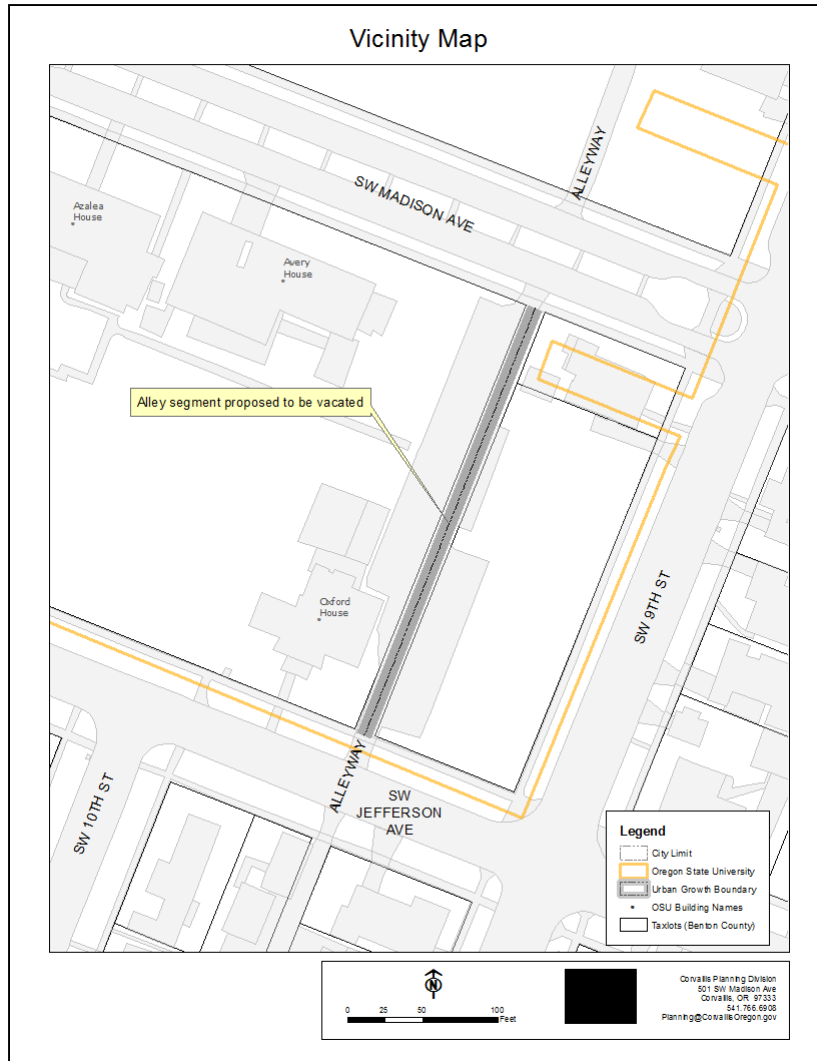 Vicinity Map
ALLEYWAY
SW MADISON AVE
Azalea
House
Avery
House
Alley segment proposed to be vacated
Oxford
House
SW 9TH ST
ALLEYWAY
SW
JEFFERSON
AVE
SW 10TH ST
Legend
City Limit
Oregon State University
Urban Growth Boundary
OSU Building Names
Taxlots (Benton County)
N
0 25 50 100
Feet
Corvallis Planning Division
501 SW Madison Ave
Corvallis, OR 97333
541.766.6908
Planning@CorvallisOregon.gov